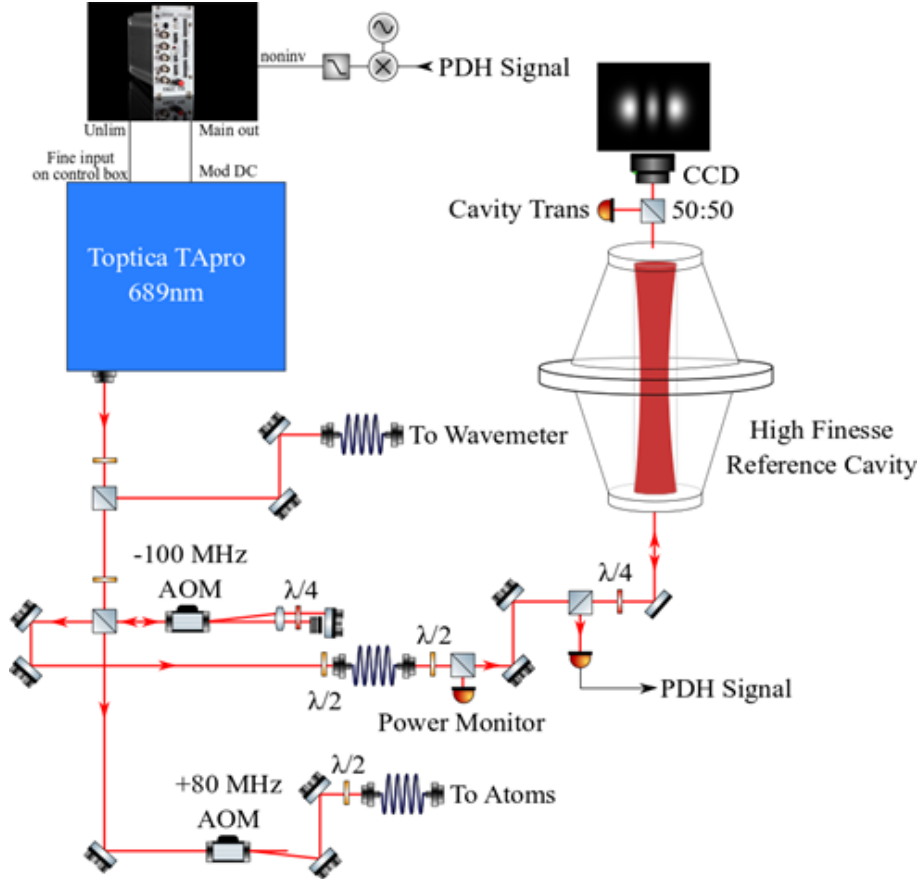 noninv
PDH Signal
Unlim
Main out
Fine input
on control box
Mod DC
CCD
Cavity Trans
50:50
Toptica TApro
689nm
To Wavemeter
High Finesse
Reference Cavity
-100 MHz
AOM
λ/4
λ/4
λ/2
λ/2
PDH Signal
Power Monitor
+80 MHz
AOM
λ/2
To Atoms